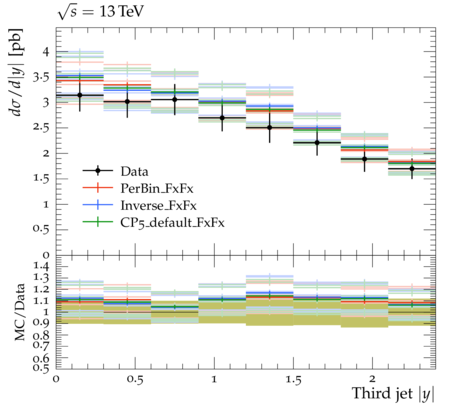 √s = 13 TeV
dσ/d|y| [pb]
4
3.5
3
2.5
2
1.5
1
0.5
0
Data
PerBin_FxFx
Inverse_FxFx
CP5_default_FxFx
MC/Data
1.4
1.3
1.2
1.1
1
0.9
0.8
0.7
0.6
0.5
0 0.5 1 1.5 2
Third jet |y|